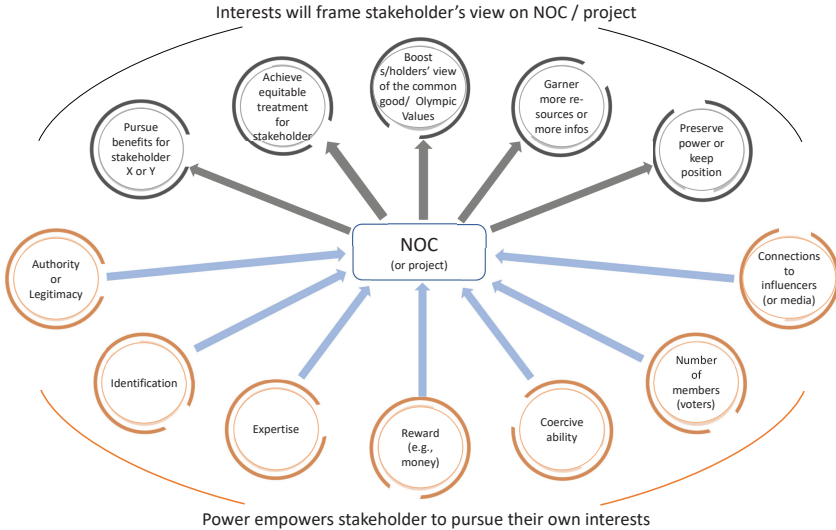 Interests will frame stakeholder's view on NOC / project
Boost
s/holders' view
of the common
good/ Olympic
Values
Achieve
equitable
treatment
for
stakeholder
Garner
more re-
sources or
more infos
Pursue
benefits for
stakeholder
X or Y
Preserve
power or
keep
position
NOC
(or project)
Authority
or
Legitimacy
Connections
to
influencers
(or media)
Identification
Number
of
members
(voters)
Expertise
Reward
(e.g.,
money)
Coercive
ability
Power empowers stakeholder to pursue their own interests